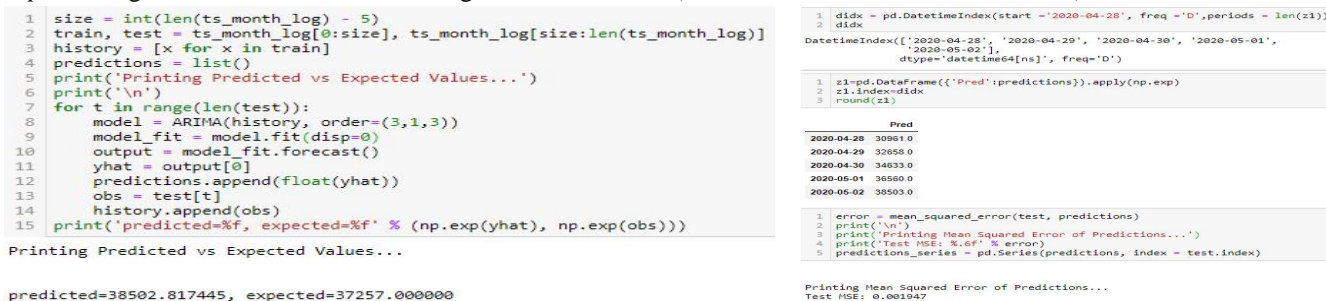 1 size = int(len(ts_month_log) - 5)
2 train, test = ts_month_log[0:size], ts_month_log[size:len(ts_month_log)]
3 history = [x for x in train]
4 predictions = list()
5 print('Printing Predicted vs Expected Values...')
6 print('\n')
7 for t in range(len(test)):
8     model = ARIMA(history, order=(3,1,3))
9     model_fit = model.fit(disp=0)
10     output = model_fit.forecast()
11     yhat = output[0]
12     predictions.append(float(yhat))
13     obs = test[t]
14     history.append(obs)
15 print('predicted=%f, expected=%f' % (np.exp(yhat), np.exp(obs)))
Printing Predicted vs Expected Values...
predicted=38502.817445, expected=37257.000000
1 didx = pd.DatetimeIndex(start ='2020-04-28', freq ='D',periods = len(z1))
2 didx
DatetimeIndex(['2020-04-28', '2020-04-29', '2020-04-30', '2020-05-01',
'2020-05-02'],
dtype='datetime64[ns]', freq='D')
1 z1=pd.DataFrame({'Pred':predictions}).apply(np.exp)
2 z1.index=didx
3 round(z1)
Pred
2020-04-28 30961.0
2020-04-29 32658.0
2020-04-30 34633.0
2020-05-01 36560.0
2020-05-02 38503.0
1 error = mean_squared_error(test, predictions)
2 print('\n')
3 print('Printing Mean Squared Error of Predictions...')
4 print('Test MSE: %.6f' % error)
5 predictions_series = pd.Series(predictions, index = test.index)
Printing Mean Squared Error of Predictions...
Test MSE: 0.001947